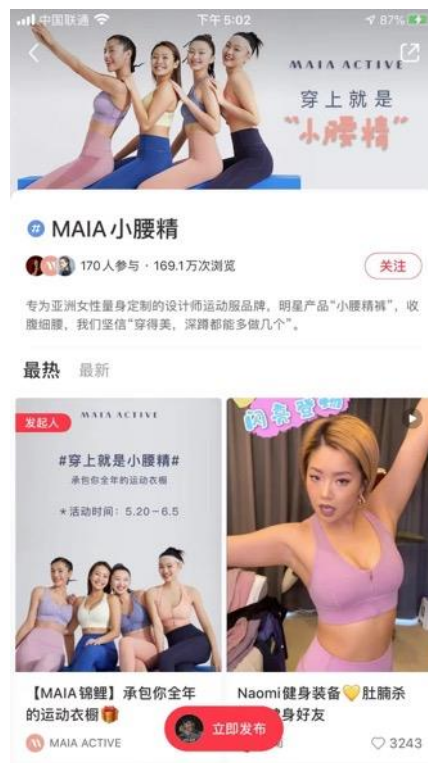 中国联通
下午5:02
87%
MAIA ACTIVE
穿上就是
“小腰精”
# MAIA小腰精
170人参与 · 169.1万次浏览
关注
专为亚洲女性量身定制的设计师运动服品牌，明星产品“小腰精裤”，收
腹细腰，我们坚信“穿得美，深蹲都能多做几个”。
最热 最新
发起人
MAIA ACTIVE
#穿上就是小腰精#
承包你全年的运动衣橱
*活动时间：5.20-6.5
闪亮登场
【MAIA锦鲤】承包你全年
的运动衣橱🎁
MAIA ACTIVE
Naomi健身装备💛肚腩杀
身好友
3243
立即发布